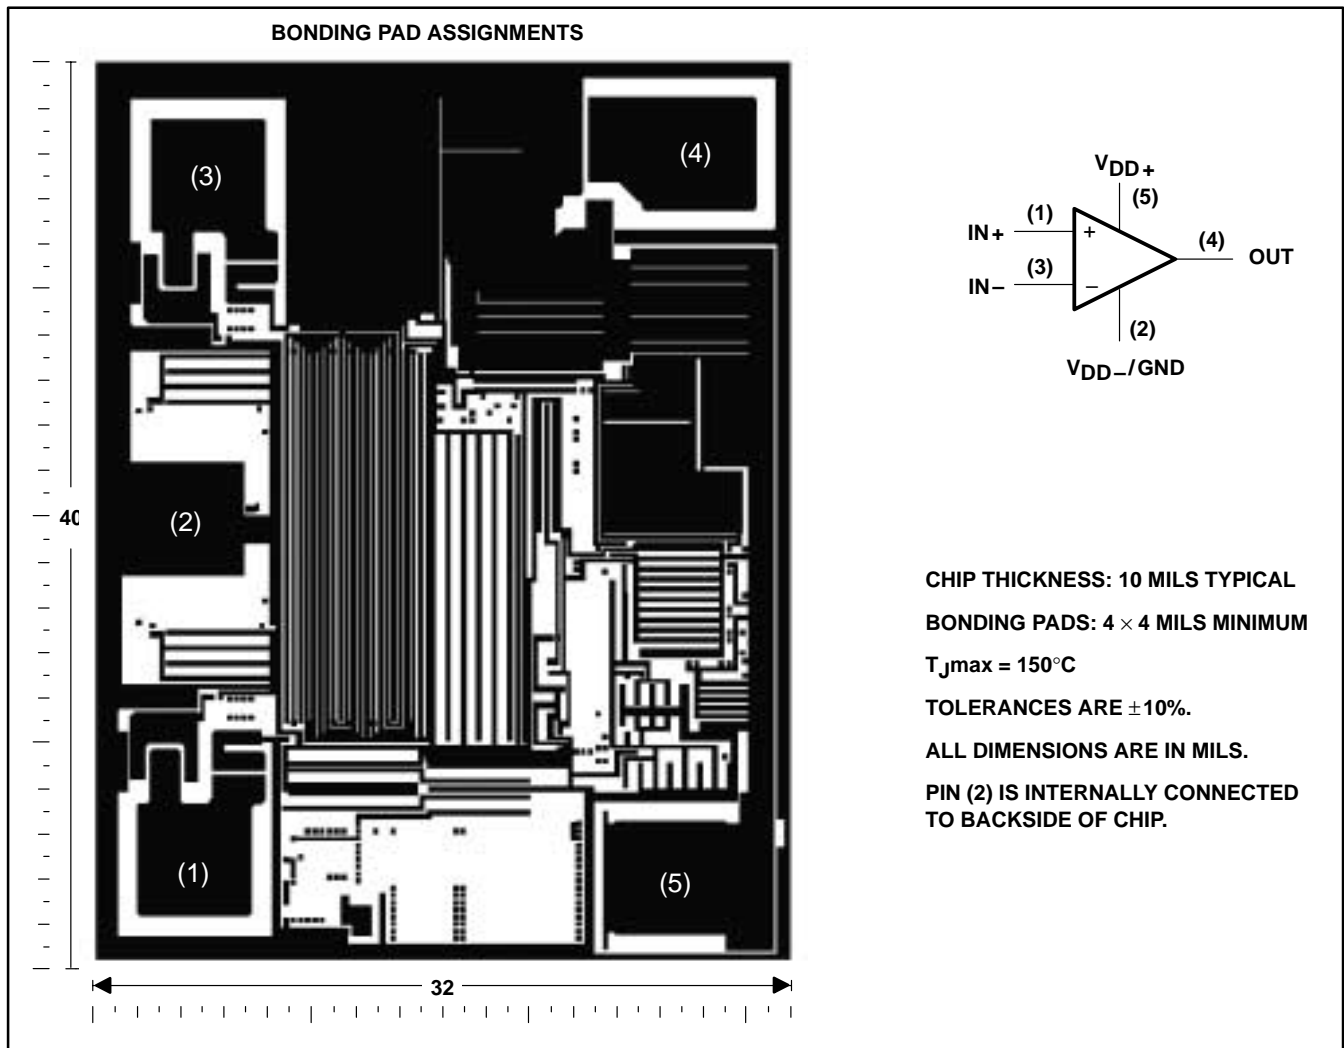 BONDING PAD ASSIGNMENTS
(3)
(4)
(2)
(1)
(5)
40
32
VDD+
(5)
(1)
IN+
+
(4)
OUT
(3)
IN−
−
(2)
VDD−/GND
CHIP THICKNESS: 10 MILS TYPICAL
BONDING PADS: 4 × 4 MILS MINIMUM
TJmax = 150°C
TOLERANCES ARE ±10%.
ALL DIMENSIONS ARE IN MILS.
PIN (2) IS INTERNALLY CONNECTED
TO BACKSIDE OF CHIP.